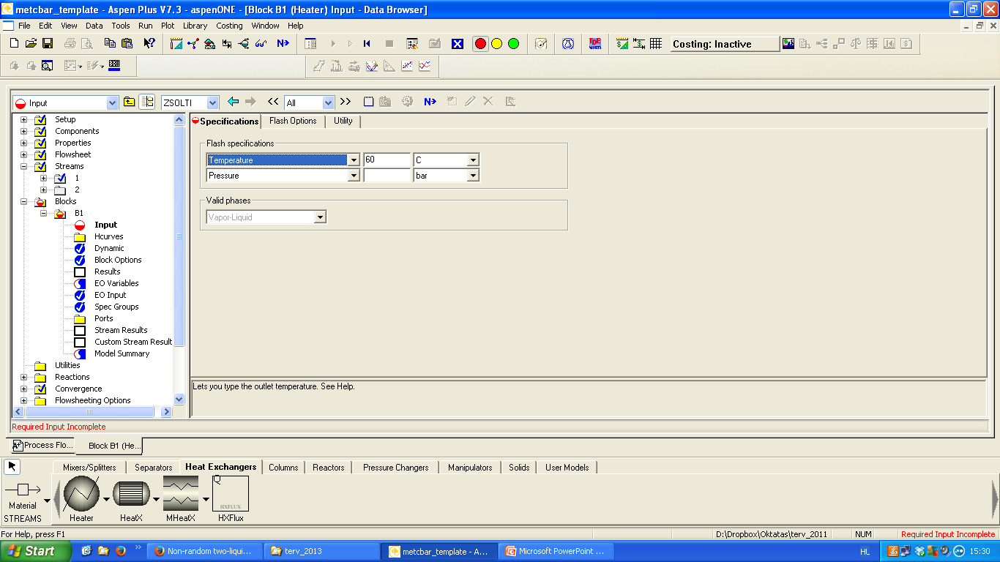 metcbar_template - Aspen Plus V7.3 - aspenONE - [Block B1 (Heater) Input - Data Browser]
File Edit View Data Tools Run Plot Library Costing Window Help
N>
Costing: Inactive
Input
ZSOLTI
<<
All
>>
N>
Setup
Components
Properties
Flowsheet
Streams
1
2
Blocks
B1
Input
Hcurves
Dynamic
Block Options
Results
EO Variables
EO Input
Spec Groups
Ports
Stream Results
Custom Stream Result
Model Summary
Utilities
Reactions
Convergence
Flowsheeting Options
Specifications Flash Options Utility
Flash specifications
Temperature 60 C
Pressure bar
Valid phases
Vapor-Liquid
Lets you type the outlet temperature. See Help.
Required Input Incomplete
Process Flo... Block B1 (He...
Mixers/Splitters Separators Heat Exchangers Columns Reactors Pressure Changers Manipulators Solids User Models
Q
HXFLUX
Material
STREAMS
Heater HeatX MHeatX HXFlux
For Help, press F1 D:\Dropbox\Oktatas\terv_2011 NUM Required Input Incomplete
Start » Non-random two-liqui... terv_2013 metcbar_template - A... Microsoft PowerPoint ... HL 15:30